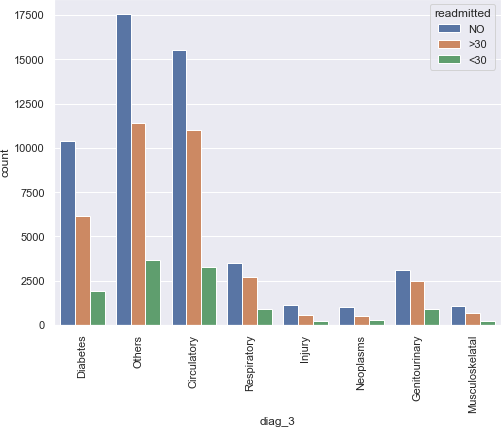 readmitted
NO
>30
<30
17500
15000
12500
10000
7500
5000
2500
0
count
Diabetes
Others
Circulatory
Respiratory
Injury
Neoplasms
Genitourinary
Musculoskelatal
diag_3